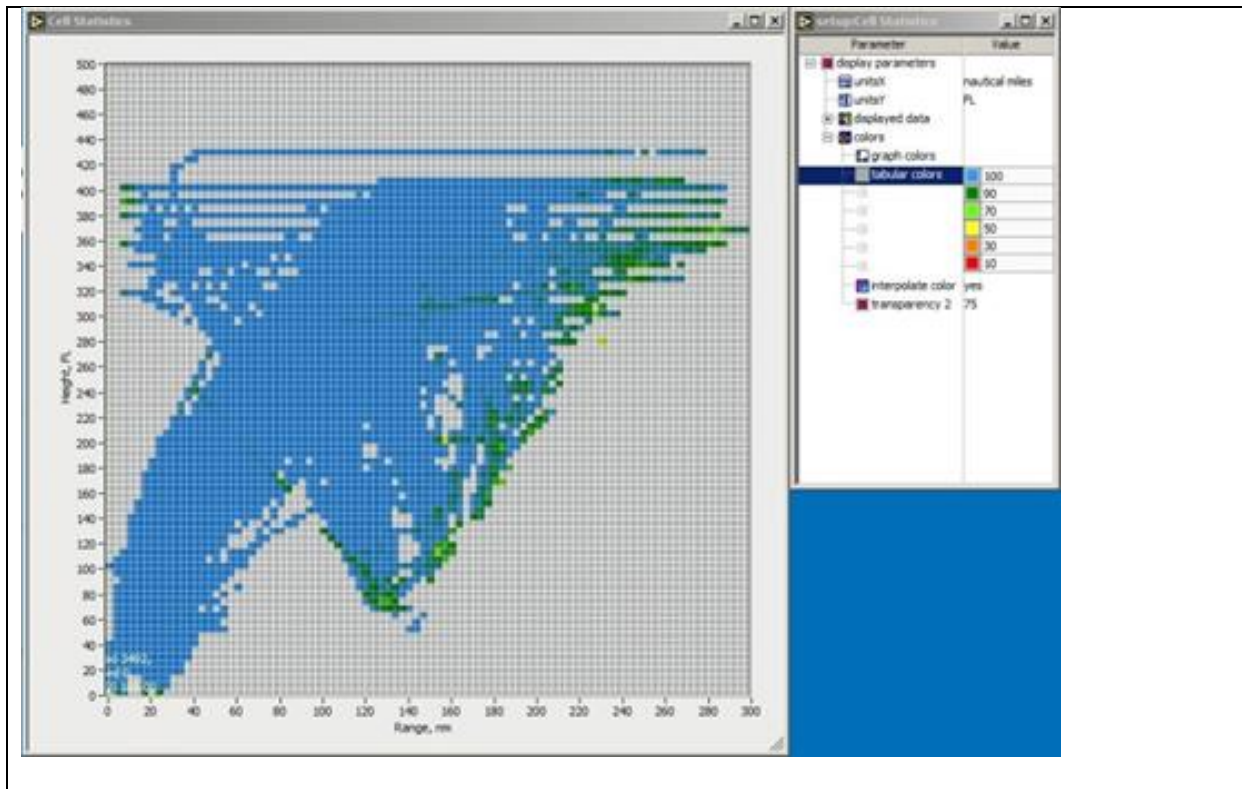 Cell Statistics
500
480
460
440
420
400
380
360
340
320
300
280
260
240
220
200
180
160
140
120
100
80
60
40
20
0
Height, FL
0 20 40 60 80 100 120 140 160 180 200 220 240 260 280 300
Range, nm
setupCell Statistics
Parameter Value
display parameters
unitsX nautical miles
unitsY FL
displayed data
colors
graph colors
tabular colors 100
90
70
50
30
10
interpolate color yes
transparency 2 75